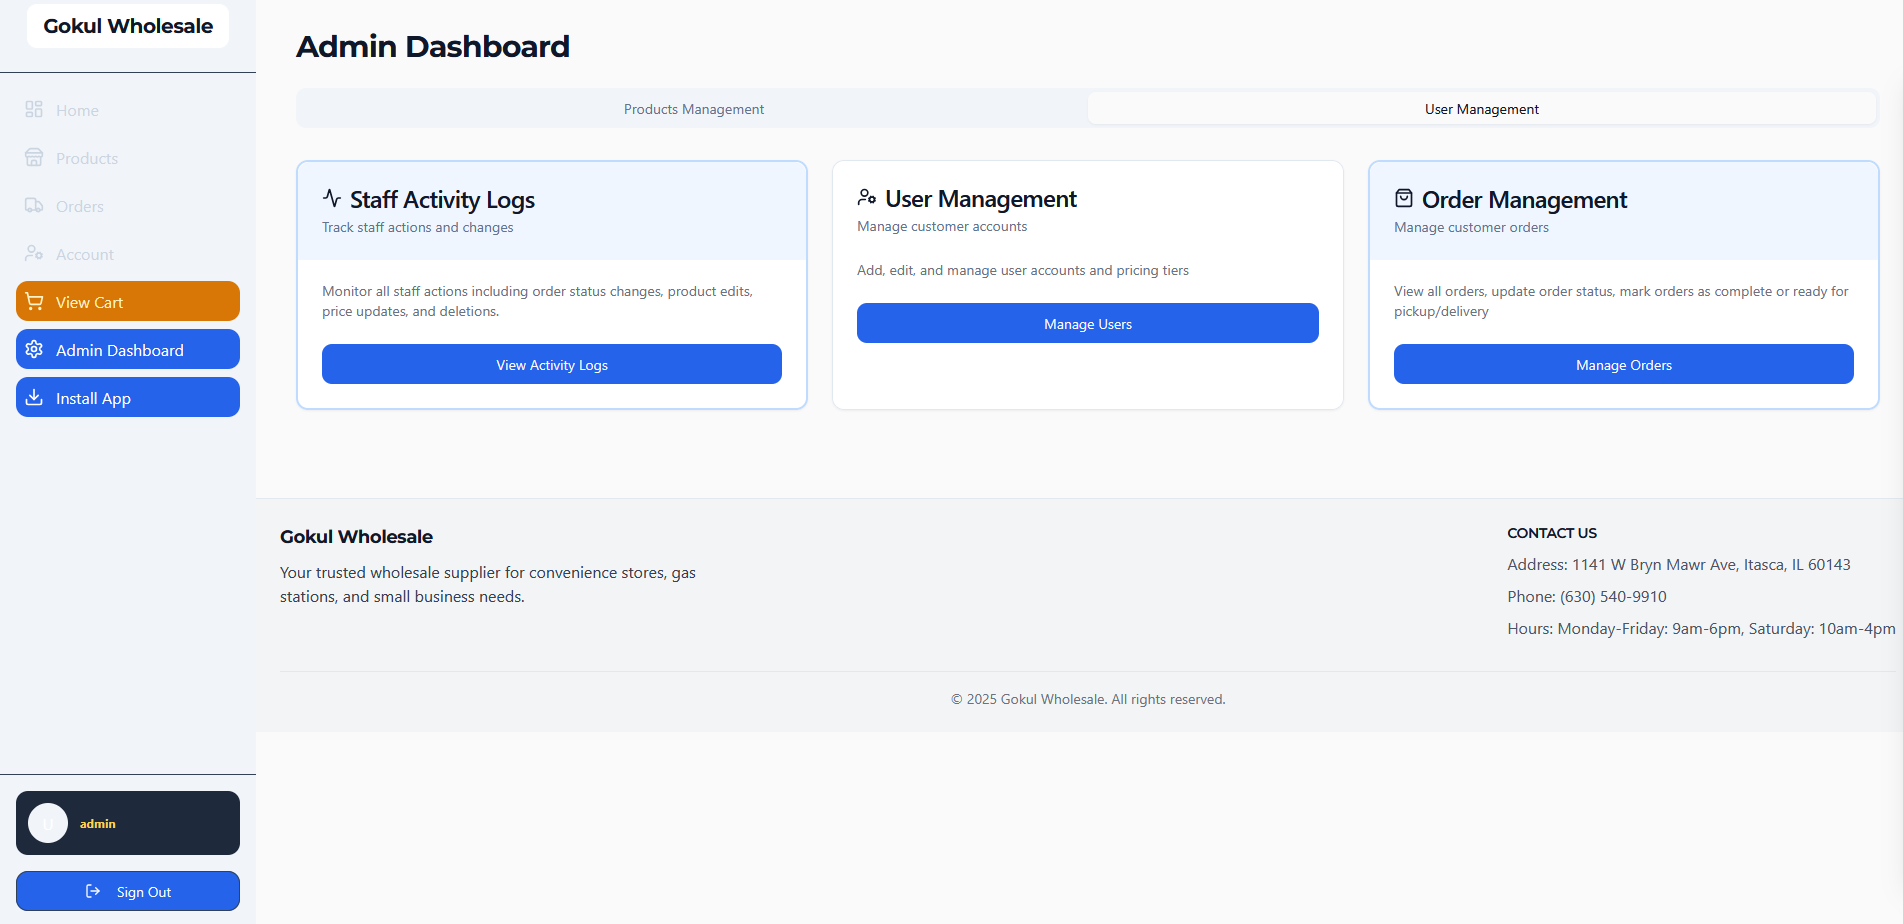 Gokul Wholesale
Home
Products
Orders
Account
View Cart
Admin Dashboard
Install App
U
admin
Sign Out
Admin Dashboard
Products Management
User Management
Staff Activity Logs
Track staff actions and changes
Monitor all staff actions including order status changes, product edits,
price updates, and deletions.
View Activity Logs
User Management
Manage customer accounts
Add, edit, and manage user accounts and pricing tiers
Manage Users
Order Management
Manage customer orders
View all orders, update order status, mark orders as complete or ready for
pickup/delivery
Manage Orders
Gokul Wholesale
Your trusted wholesale supplier for convenience stores, gas
stations, and small business needs.
CONTACT US
Address: 1141 W Bryn Mawr Ave, Itasca, IL 60143
Phone: (630) 540-9910
Hours: Monday-Friday: 9am-6pm, Saturday: 10am-4pm
© 2025 Gokul Wholesale. All rights reserved.